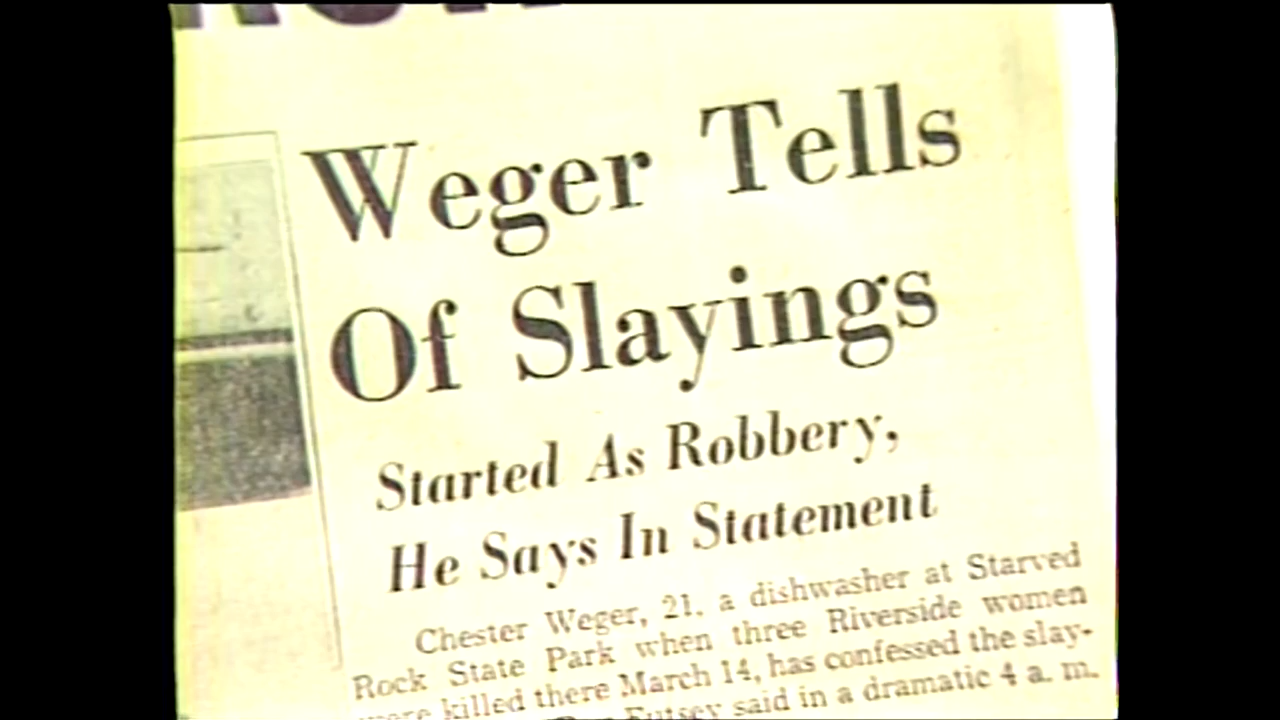 Weger Tells
Of Slayings
Started As Robbery,
He Says In Statement
Chester Weger, 21, a dishwasher at Starved
Rock State Park when three Riverside women
were killed there March 14, has confessed the slay-
Eutsey said in a dramatic 4 a. m.